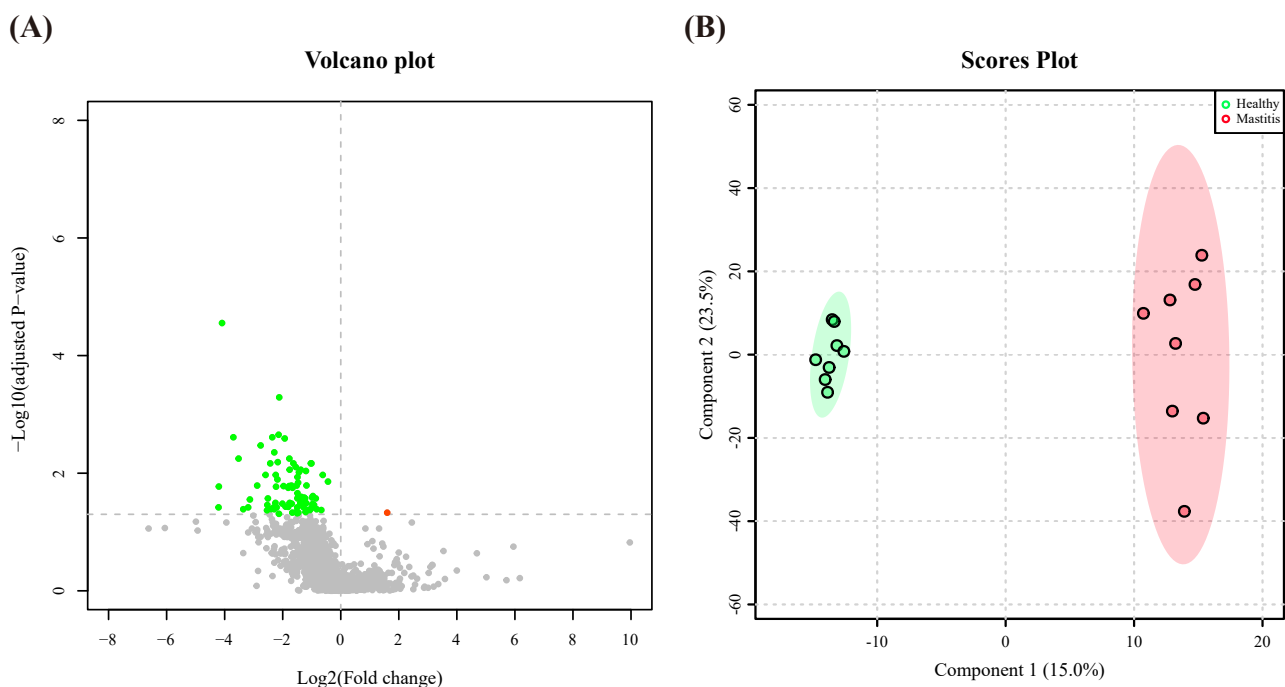 (A)
Volcano plot
−Log10(adjusted P−value)
8
6
4
2
0
−8 −6 −4 −2 0 2 4 6 8 10
Log2(Fold change)
(B)
Scores Plot
Healthy
Mastitis
Component 2 (23.5%)
60
40
20
0
-20
-40
-60
-10 0 10 20
Component 1 (15.0%)